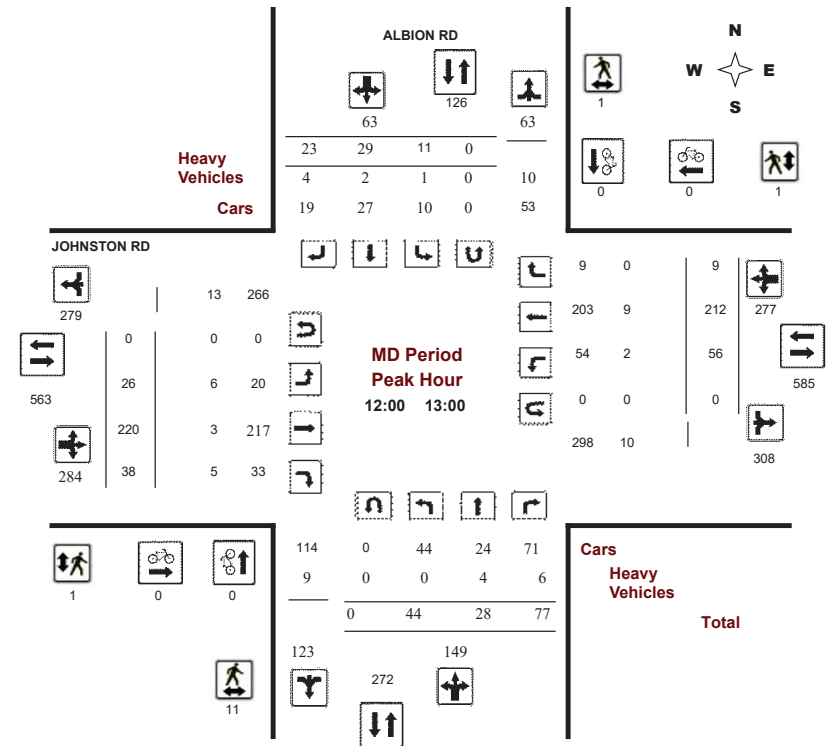 ALBION RD
N
W E
S
126
1
63 63
23 29 11 0
Heavy
Vehicles
4 2 1 0 10
Cars
19 27 10 0 53
0 0 1
JOHNSTON RD
279
13 266
9 0 9
203 9 212 277
0 0 0
MD Period
Peak Hour
12:00 13:00
54 2 56
585
563
26 6 20
0 0 0
220 3 217
298 10
308
284
38 5 33
114 0 44 24 71
Cars
9 0 0 4 6
Heavy
Vehicles
1 0 0
0 44 28 77
Total
123 149
272
11